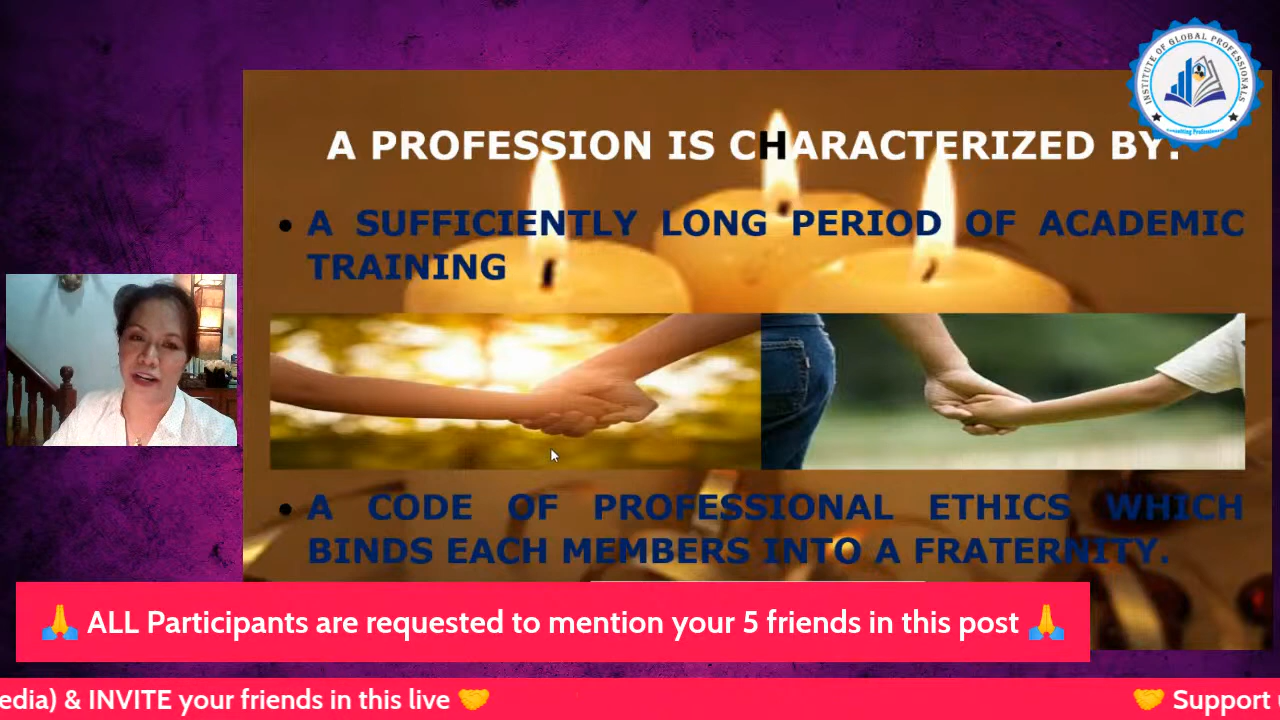 INSTITUTE OF GLOBAL PROFESSIONALS
Consulting Professionals
A PROFESSION IS CHARACTERIZED BY:
• A SUFFICIENTLY LONG PERIOD OF ACADEMIC
TRAINING
• A CODE OF PROFESSIONAL ETHICS WHICH
BINDS EACH MEMBERS INTO A FRATERNITY.
🙏 ALL Participants are requested to mention your 5 friends in this post 🙏
edia) & INVITE your friends in this live 🤝 🤝 Support